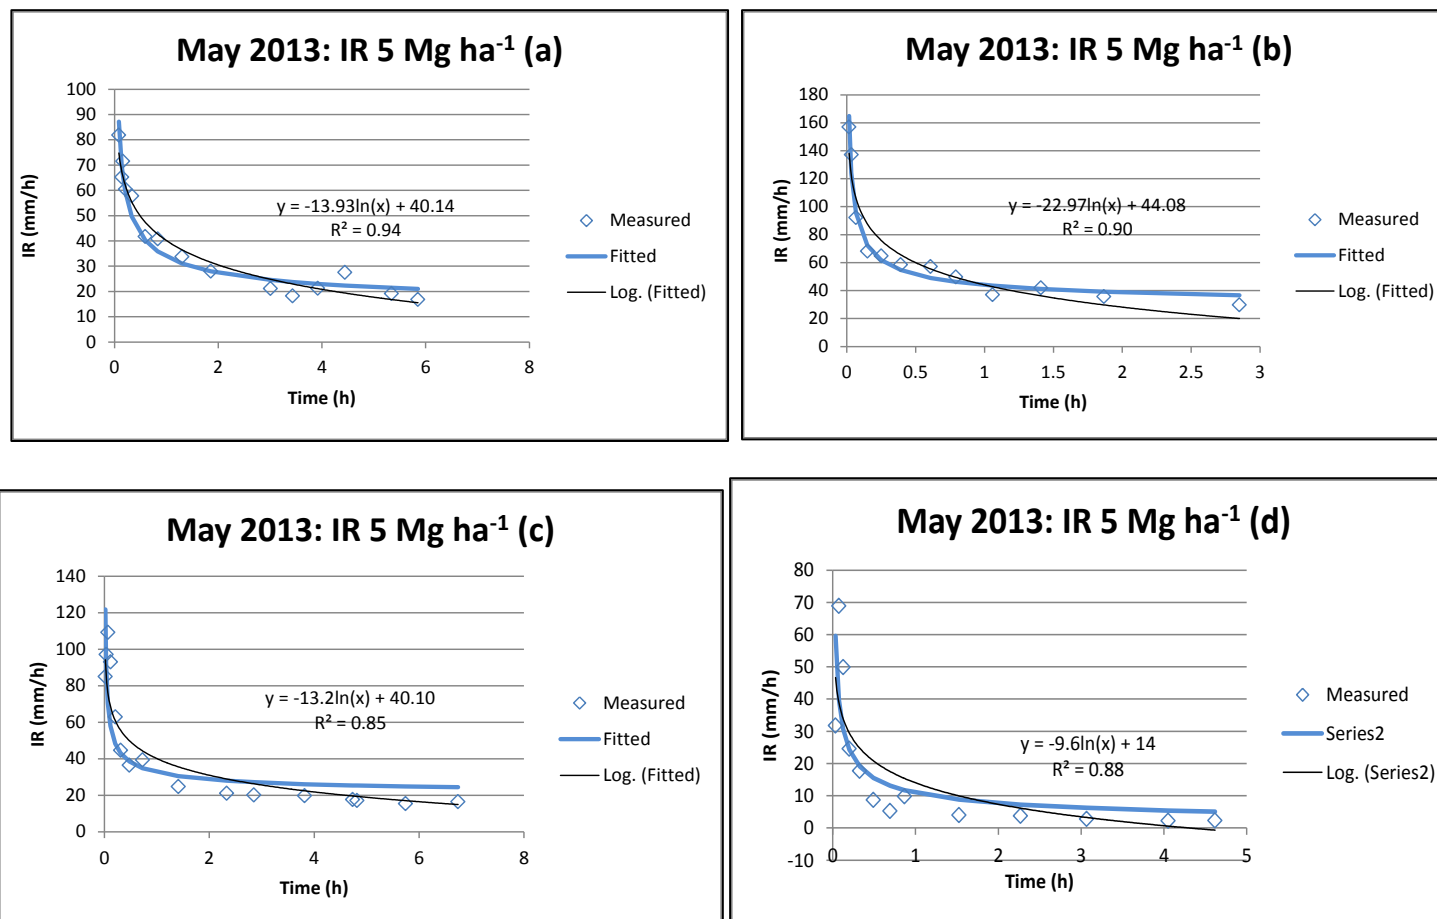 May 2013: IR 5 Mg ha-1 (a)
100
90
80
70
60
50
40
30
20
10
0
IR (mm/h)
y = -13.93ln(x) + 40.14
R² = 0.94
0 2 4 6 8
Time (h)
Measured
Fitted
Log. (Fitted)
May 2013: IR 5 Mg ha-1 (b)
180
160
140
120
100
80
60
40
20
0
IR (mm/h)
y = -22.97ln(x) + 44.08
R² = 0.90
0 0.5 1 1.5 2 2.5 3
Time (h)
Measured
Fitted
Log. (Fitted)
May 2013: IR 5 Mg ha-1 (c)
140
120
100
80
60
40
20
0
IR (mm/h)
y = -13.2ln(x) + 40.10
R² = 0.85
0 2 4 6 8
Time (h)
Measured
Fitted
Log. (Fitted)
May 2013: IR 5 Mg ha-1 (d)
80
70
60
50
40
30
20
10
0
-10
IR (mm/h)
y = -9.6ln(x) + 14
R² = 0.88
0 1 2 3 4 5
Time (h)
Measured
Series2
Log. (Series2)